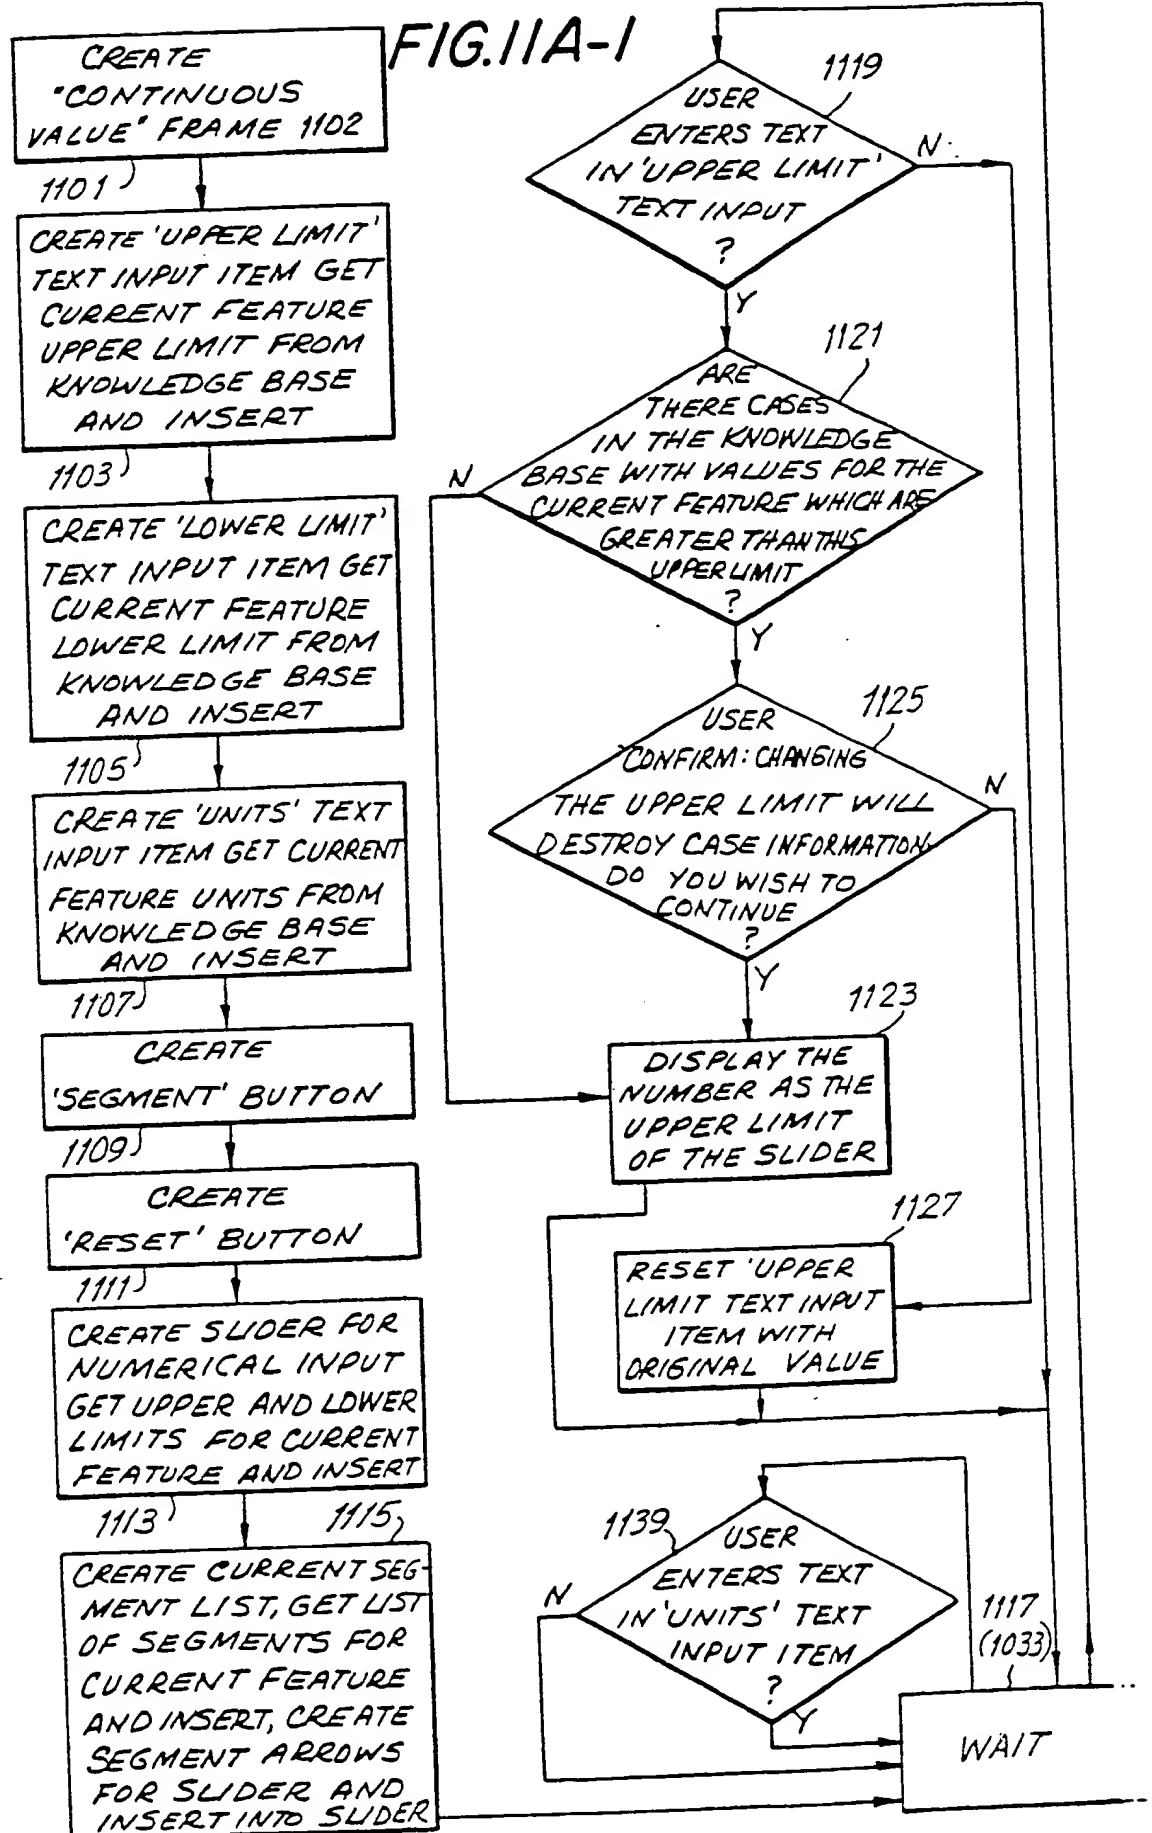 FIG. 11A-1
CREATE
"CONTINUOUS
VALUE" FRAME 1102
1101
CREATE 'UPPER LIMIT'
TEXT INPUT ITEM GET
CURRENT FEATURE
UPPER LIMIT FROM
KNOWLEDGE BASE
AND INSERT
1103
CREATE 'LOWER LIMIT'
TEXT INPUT ITEM GET
CURRENT FEATURE
LOWER LIMIT FROM
KNOWLEDGE BASE
AND INSERT
1105
CREATE 'UNITS' TEXT
INPUT ITEM GET CURRENT
FEATURE UNITS FROM
KNOWLEDGE BASE
AND INSERT
1107
CREATE
'SEGMENT' BUTTON
1109
CREATE
'RESET' BUTTON
1111
CREATE SLIDER FOR
NUMERICAL INPUT
GET UPPER AND LOWER
LIMITS FOR CURRENT
FEATURE AND INSERT
1113
1115
CREATE CURRENT SEG-
MENT LIST, GET LIST
OF SEGMENTS FOR
CURRENT FEATURE
AND INSERT, CREATE
SEGMENT ARROWS
FOR SLIDER AND
INSERT INTO SLIDER
1119
USER
ENTERS TEXT
IN 'UPPER LIMIT'
TEXT INPUT
?
N
Y
1121
ARE
THERE CASES
IN THE KNOWLEDGE
BASE WITH VALUES FOR THE
CURRENT FEATURE WHICH ARE
GREATER THAN THIS
UPPER LIMIT
?
N
Y
1125
USER
CONFIRM: CHANGING
THE UPPER LIMIT WILL
DESTROY CASE INFORMATION
DO YOU WISH TO
CONTINUE
?
N
Y
1123
DISPLAY THE
NUMBER AS THE
UPPER LIMIT
OF THE SLIDER
1127
RESET 'UPPER
LIMIT TEXT INPUT
ITEM WITH
ORIGINAL VALUE
1139
USER
ENTERS TEXT
IN 'UNITS' TEXT
INPUT ITEM
?
N
Y
1117
(1033)
WAIT